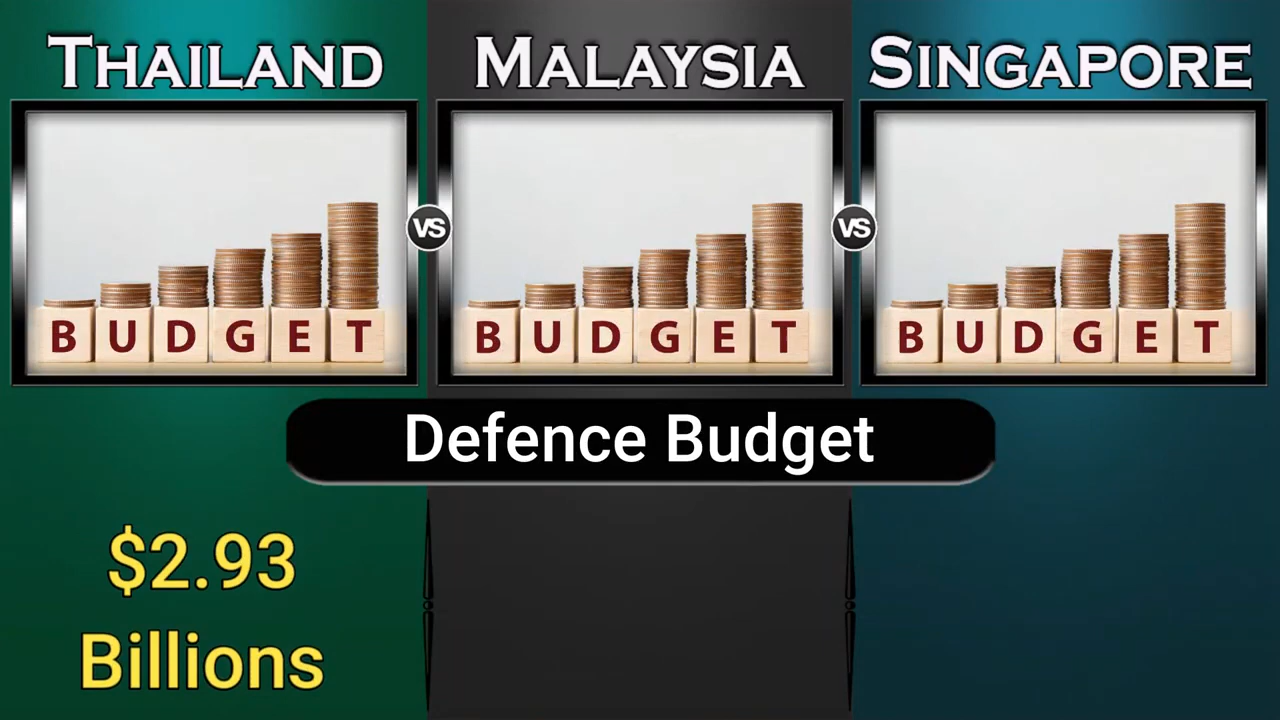 THAILAND
MALAYSIA
SINGAPORE
BUDGET
VS
BUDGET
VS
BUDGET
Defence Budget
$2.93
Billions